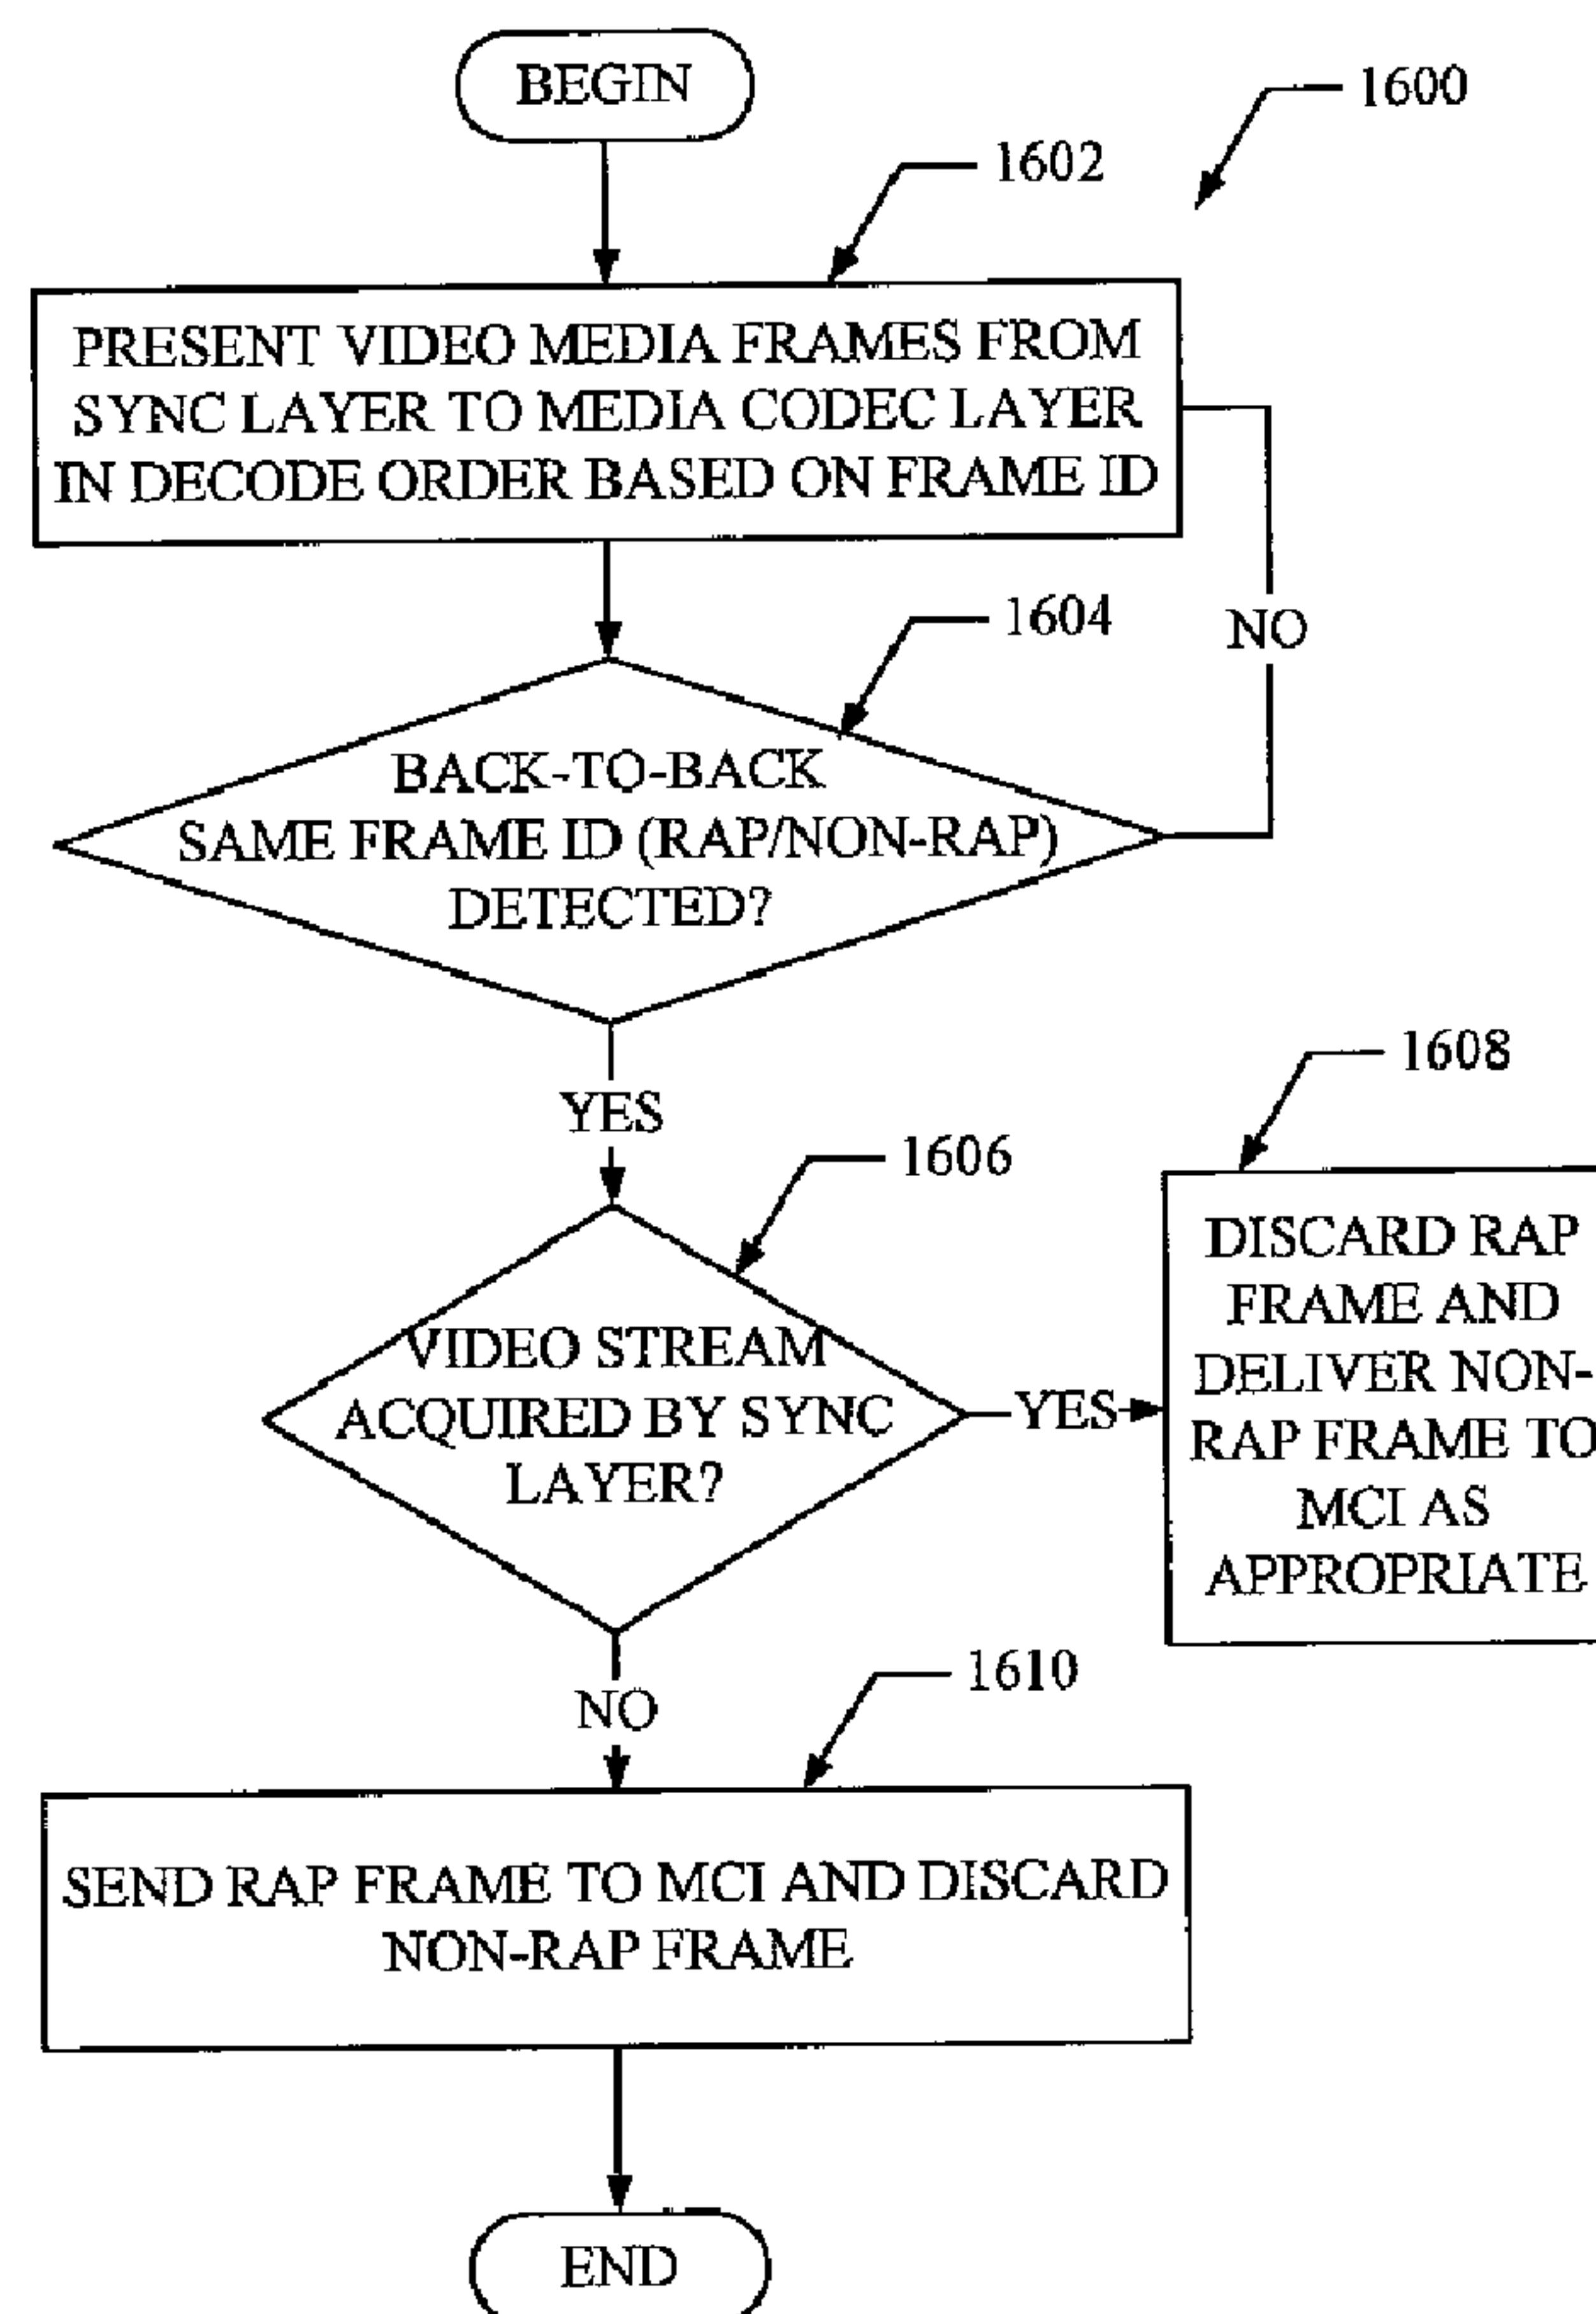 BEGIN
1600
1602
PRESENT VIDEO MEDIA FRAMES FROM
SYNC LAYER TO MEDIA CODEC LAYER
IN DECODE ORDER BASED ON FRAME ID
1604
NO
BACK-TO-BACK
SAME FRAME ID (RAP/NON-RAP)
DETECTED?
YES
1606
VIDEO STREAM
ACQUIRED BY SYNC
LAYER?
YES
1608
DISCARD RAP
FRAME AND
DELIVER NON-
RAP FRAME TO
MCI AS
APPROPRIATE
NO
1610
SEND RAP FRAME TO MCI AND DISCARD
NON-RAP FRAME
END